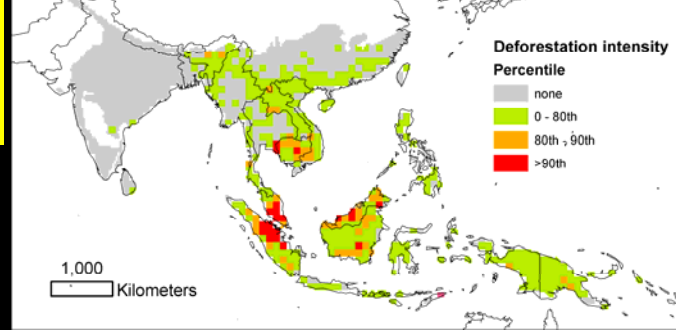 Deforestation intensity
Percentile
none
0 - 80th
80th - 90th
>90th
1,000
Kilometers